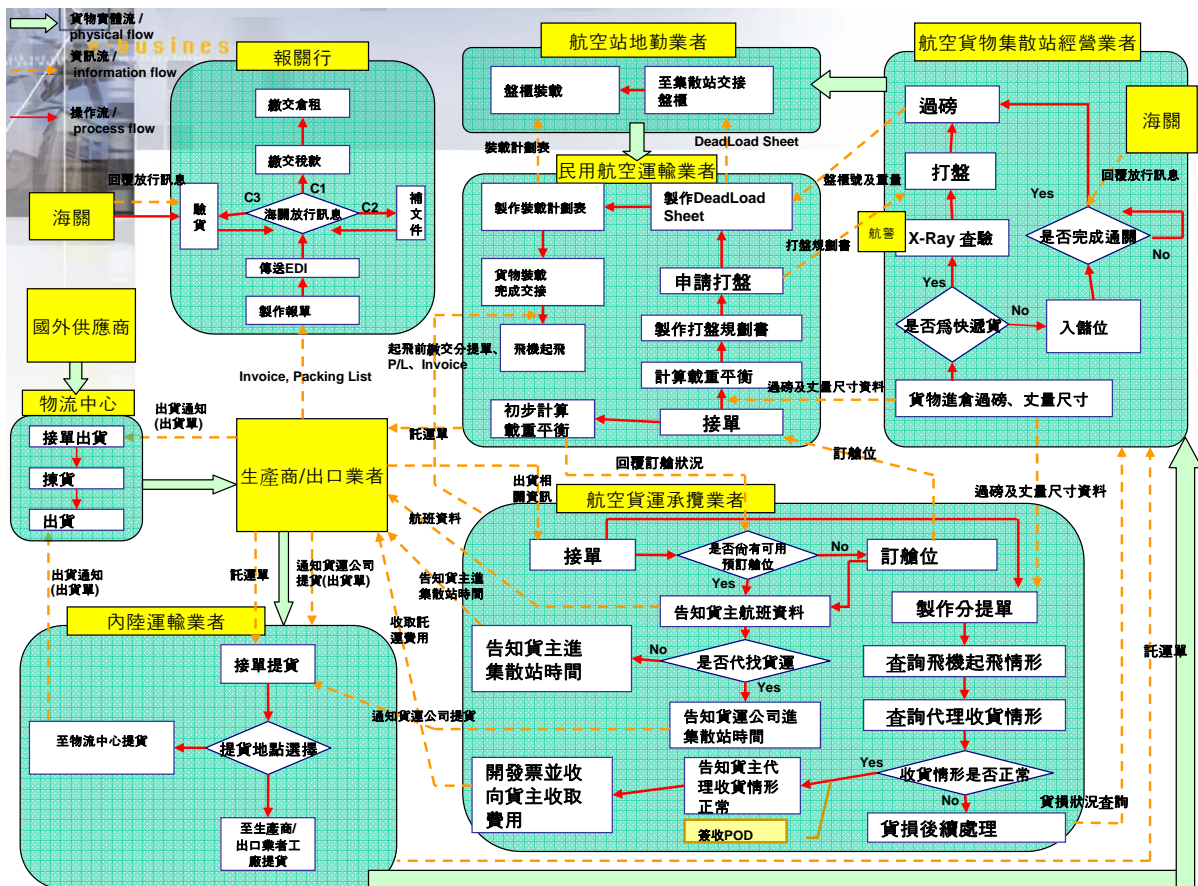 貨物實體流 /
physical flow
business
資訊流 /
information flow
操作流 /
process flow
報關行
繳交倉租
繳交稅款
C3
C1
C2
海關放行訊息
驗貨
補文件
傳送EDI
製作報單
回覆放行訊息
海關
國外供應商
物流中心
接單出貨
揀貨
出貨
出貨通知
(出貨單)
Invoice, Packing List
生產商/出口業者
航空站地勤業者
盤櫃裝載
至集散站交接
盤櫃
裝載計劃表
DeadLoad Sheet
民用航空運輸業者
製作裝載計劃表
製作DeadLoad
Sheet
貨物裝載
完成交接
申請打盤
飛機起飛
製作打盤規劃書
計算載重平衡
初步計算
載重平衡
接單
起飛前繳交分提單、
P/L、Invoice
託運單
盤櫃號及重量
打盤規劃書
過磅及丈量尺寸資料
回覆訂艙狀況
訂艙位
航空貨物集散站經營業者
海關
過磅
打盤
航警
X-Ray 查驗
Yes
回覆放行訊息
是否完成通關
No
Yes
是否為快遞貨
No
入儲位
貨物進倉過磅、丈量尺寸
過磅及丈量尺寸資料
航空貨運承攬業者
出貨相
關資訊
航班資料
接單
是否尙有可用
預訂艙位
No
訂艙位
Yes
告知貨主航班資料
製作分提單
告知貨主進
集散站時間
收取託
運費用
告知貨主進
集散站時間
No
是否代找貨運
Yes
查詢飛機起飛情形
告知貨運公司進
集散站時間
查詢代理收貨情形
通知貨運公司提貨
開發票並收
向貨主收取
費用
告知貨主代
理收貨情形
正常
Yes
收貨情形是否正常
No
簽收POD
貨損後續處理
貨損狀況查詢
託運單
出貨通知
(出貨單)
託運單
通知貨運公司
提貨(出貨單)
內陸運輸業者
接單提貨
至物流中心提貨
提貨地點選擇
至生產商/
出口業者工
廠提貨